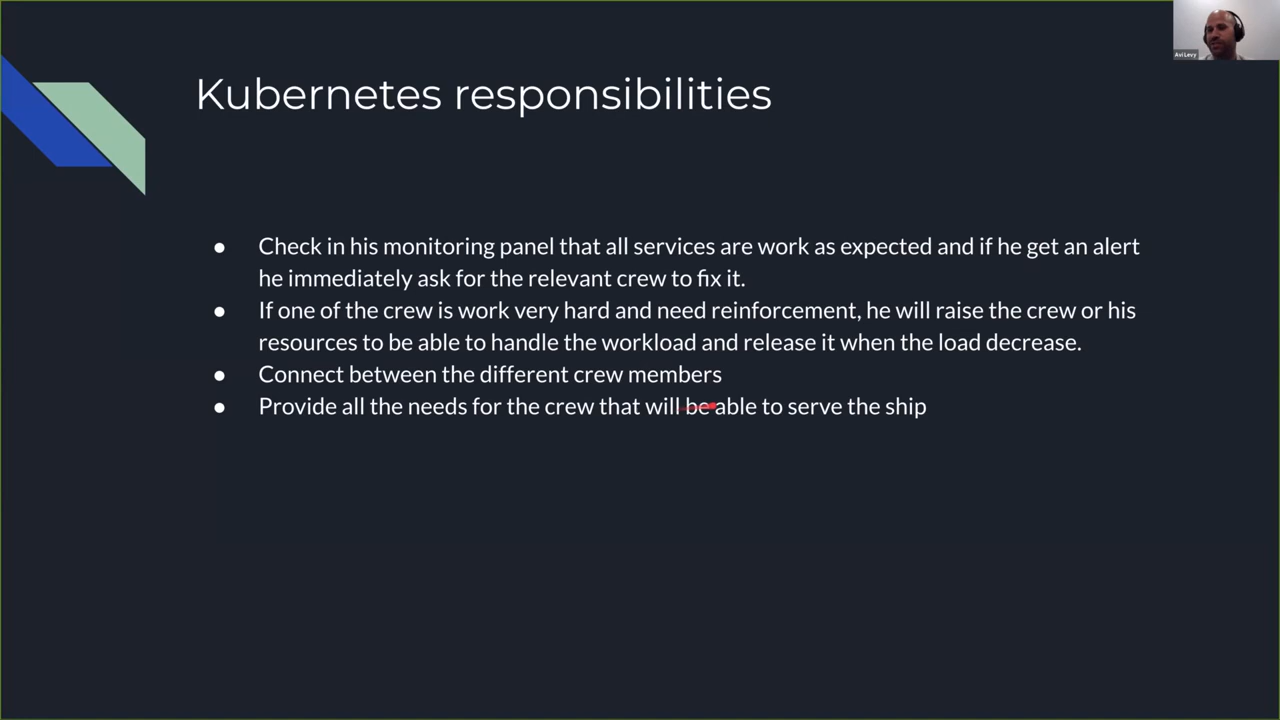 Avi Levy
Kubernetes responsibilities
● Check in his monitoring panel that all services are work as expected and if he get an alert
he immediately ask for the relevant crew to fix it.
● If one of the crew is work very hard and need reinforcement, he will raise the crew or his
resources to be able to handle the workload and release it when the load decrease.
● Connect between the different crew members
● Provide all the needs for the crew that will be able to serve the ship